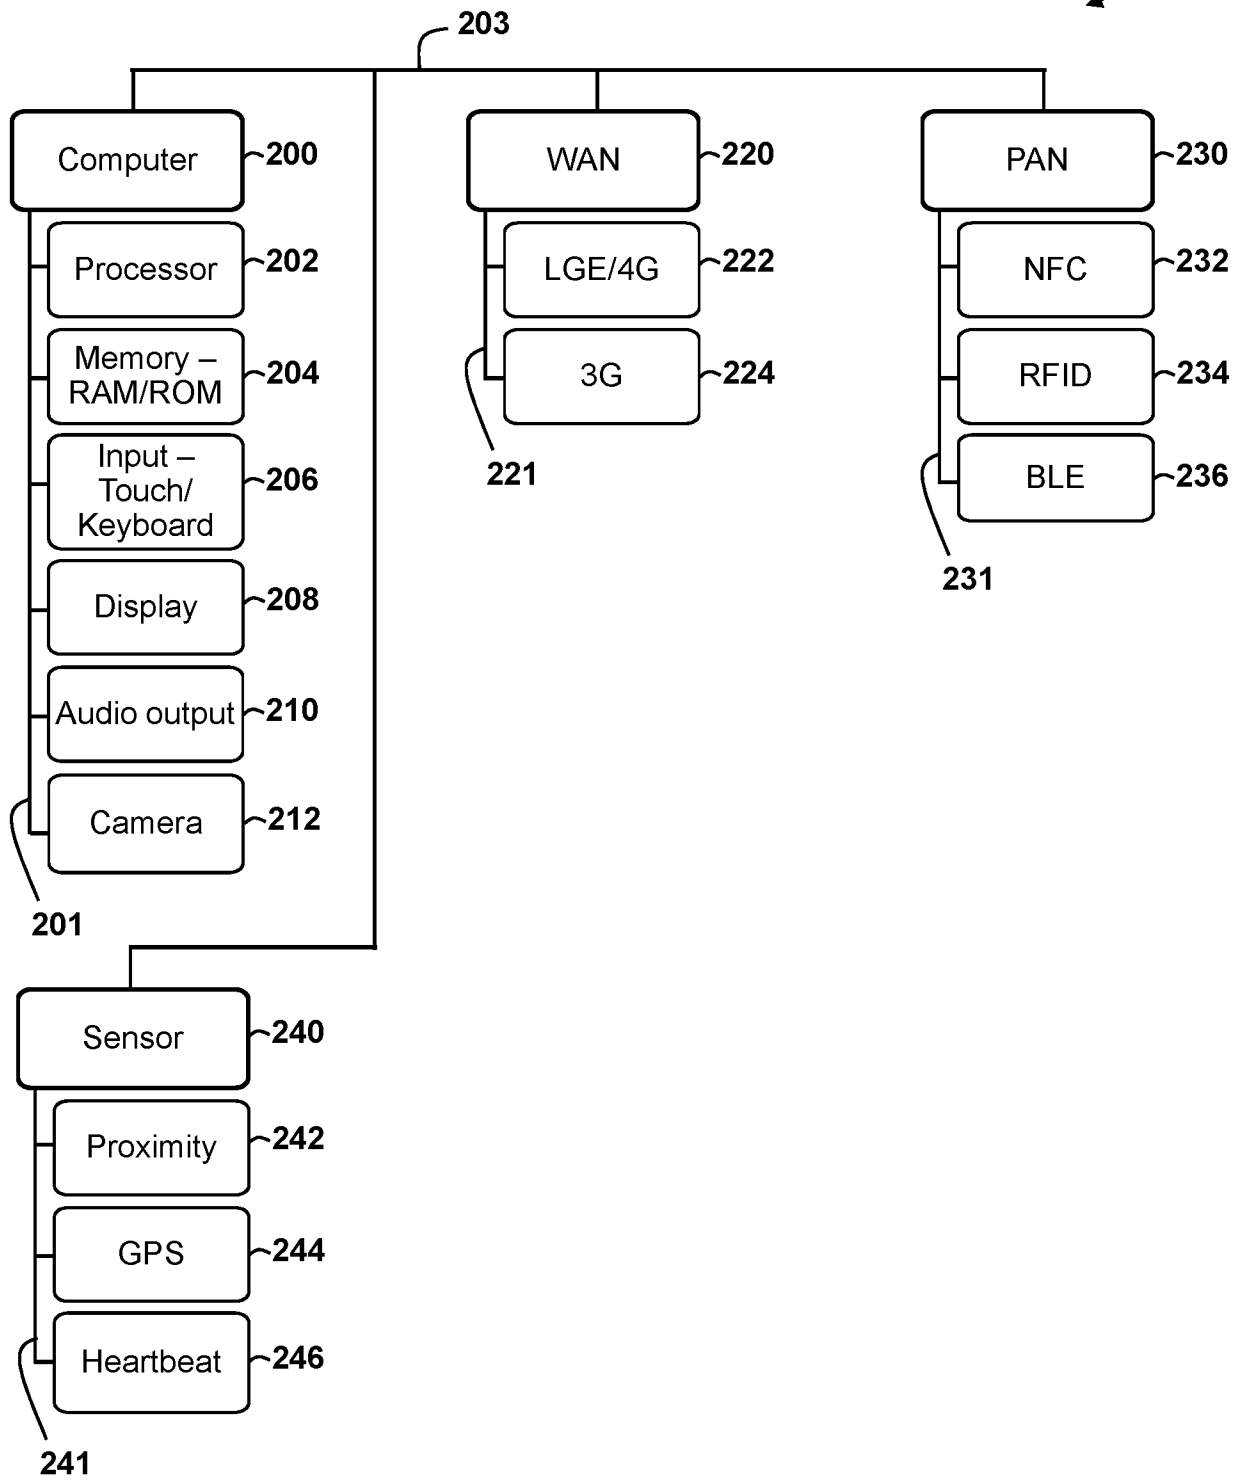 203
Computer
200
Processor
202
Memory –
RAM/ROM
204
Input –
Touch/
Keyboard
206
Display
208
Audio output
210
Camera
212
201
WAN
220
LGE/4G
222
3G
224
221
PAN
230
NFC
232
RFID
234
BLE
236
231
Sensor
240
Proximity
242
GPS
244
Heartbeat
246
241